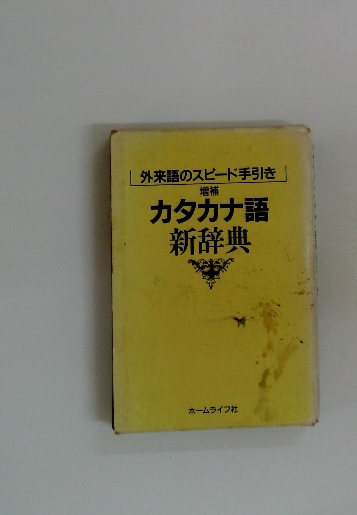 外来語のスピード手引き
増補
カタカナ語
新辞典
ホームライフ社